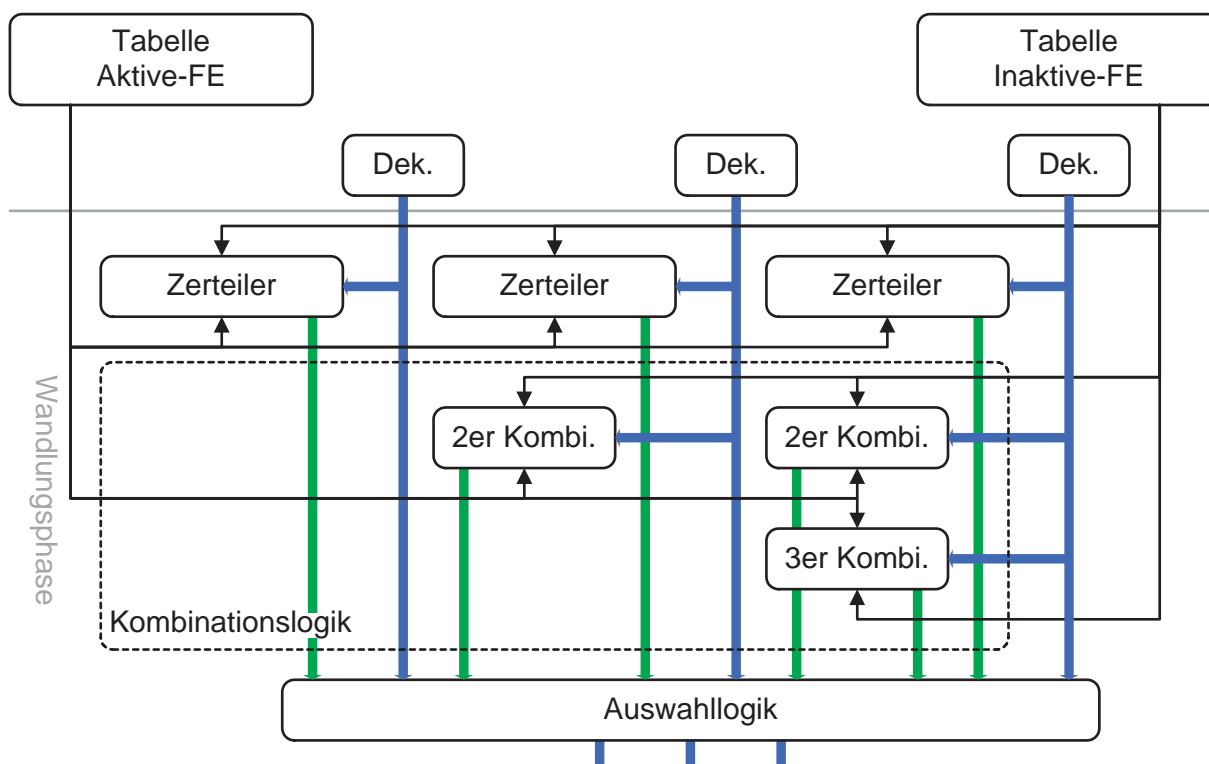 Tabelle
Aktive-FE
Tabelle
Inaktive-FE
Dek.
Dek.
Dek.
Zerteiler
Zerteiler
Zerteiler
Wandlungsphase
2er Kombi.
2er Kombi.
3er Kombi.
Kombinationslogik
Auswahllogik